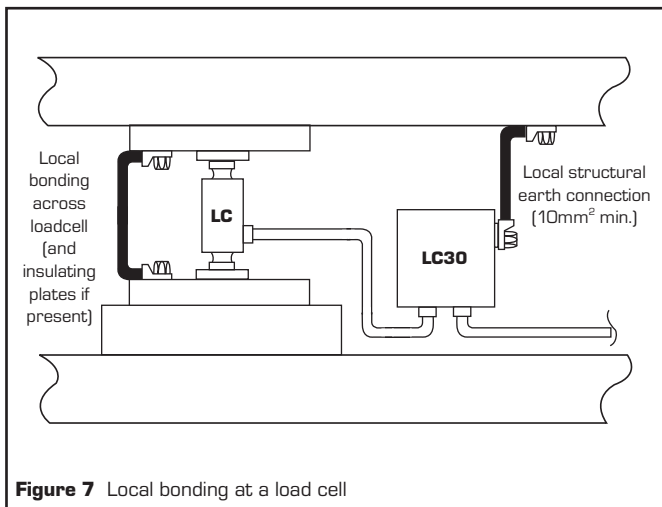 Local
bonding
across
loadcell
(and
insulating
plates if
present)
LC
LC30
Local structural
earth connection
(10mm² min.)
Figure 7 Local bonding at a load cell